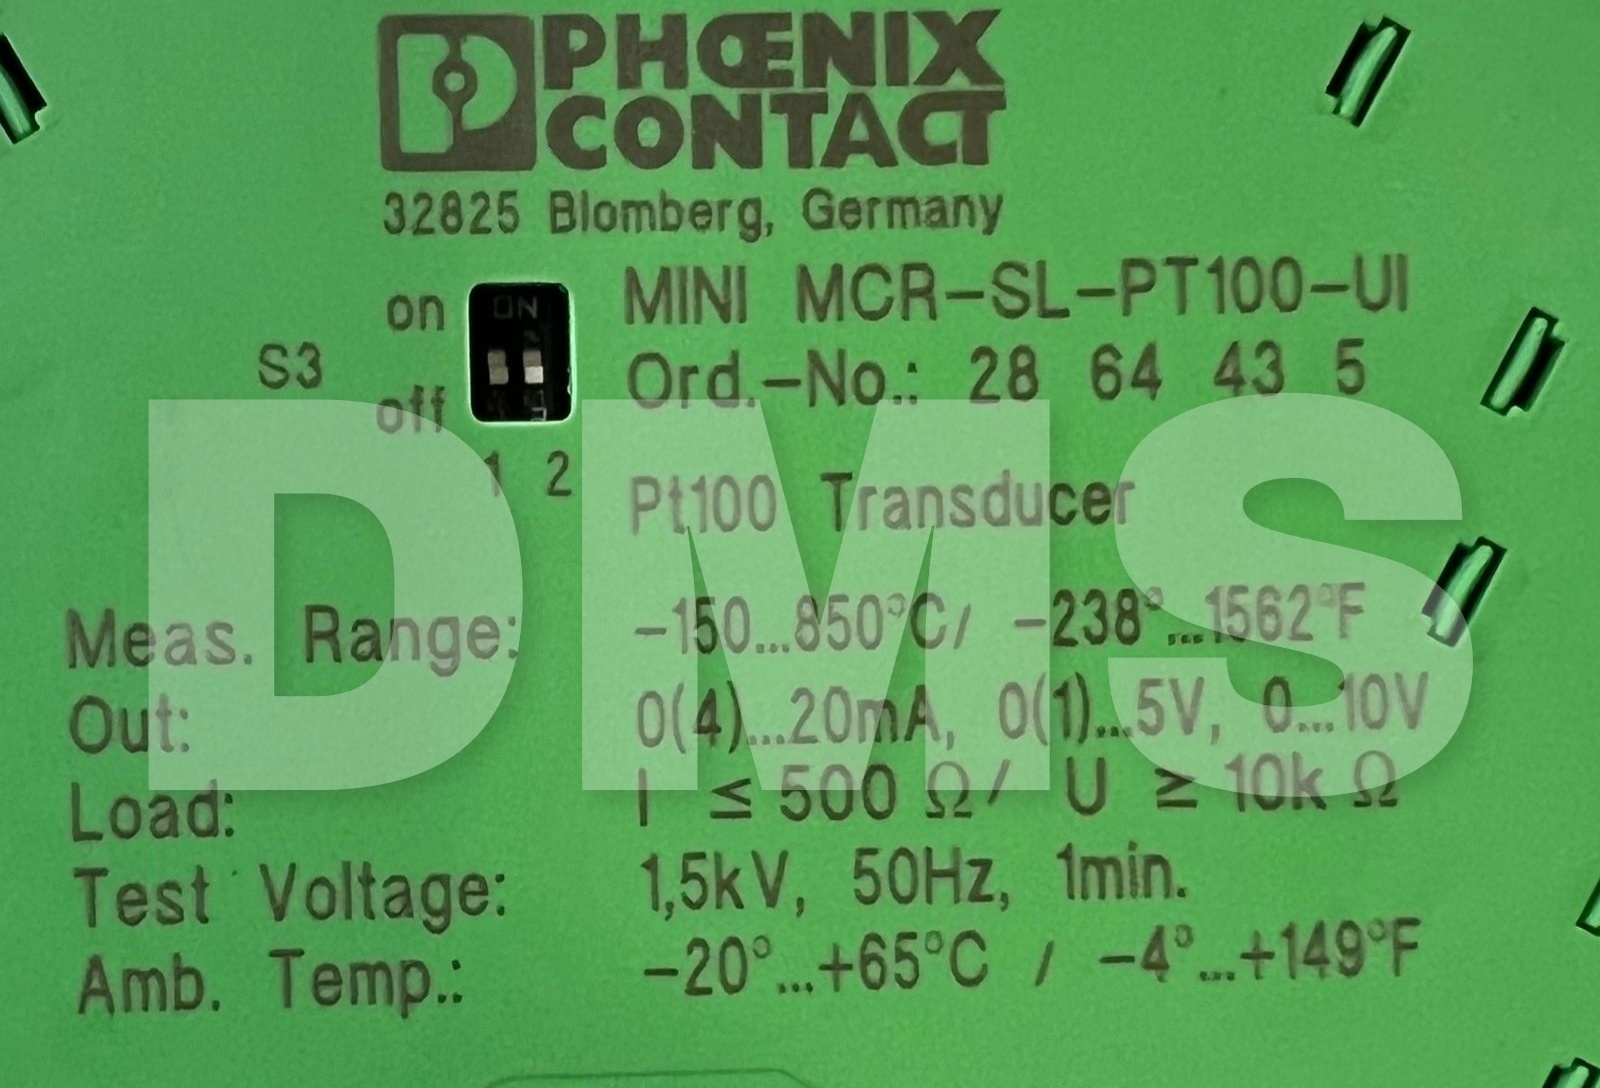 PHŒNIX
CONTACT
32825 Blomberg, Germany
on
ON
S3
off
1 2
MINI MCR-SL-PT100-UI
Ord.-No.: 28 64 43 5
Pt100 Transducer
Meas. Range: -150...850°C/ -238°...1562°F
Out: 0(4)...20mA, 0(1)...5V, 0...10V
Load: I ≤ 500 Ω/ U ≥ 10k Ω
Test Voltage: 1,5kV, 50Hz, 1min.
Amb. Temp.: -20°...+65°C / -4°...+149°F
DMS